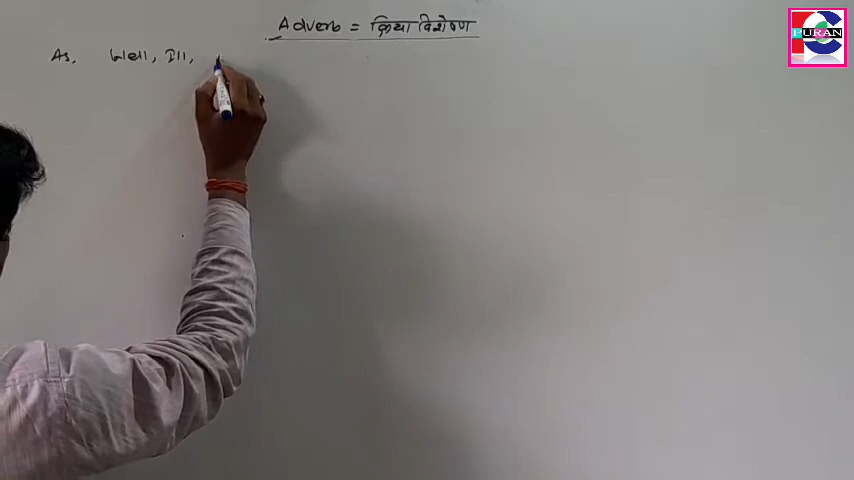 Adverb = क्रिया विशेषण
PURAN
As, Well, Ill,